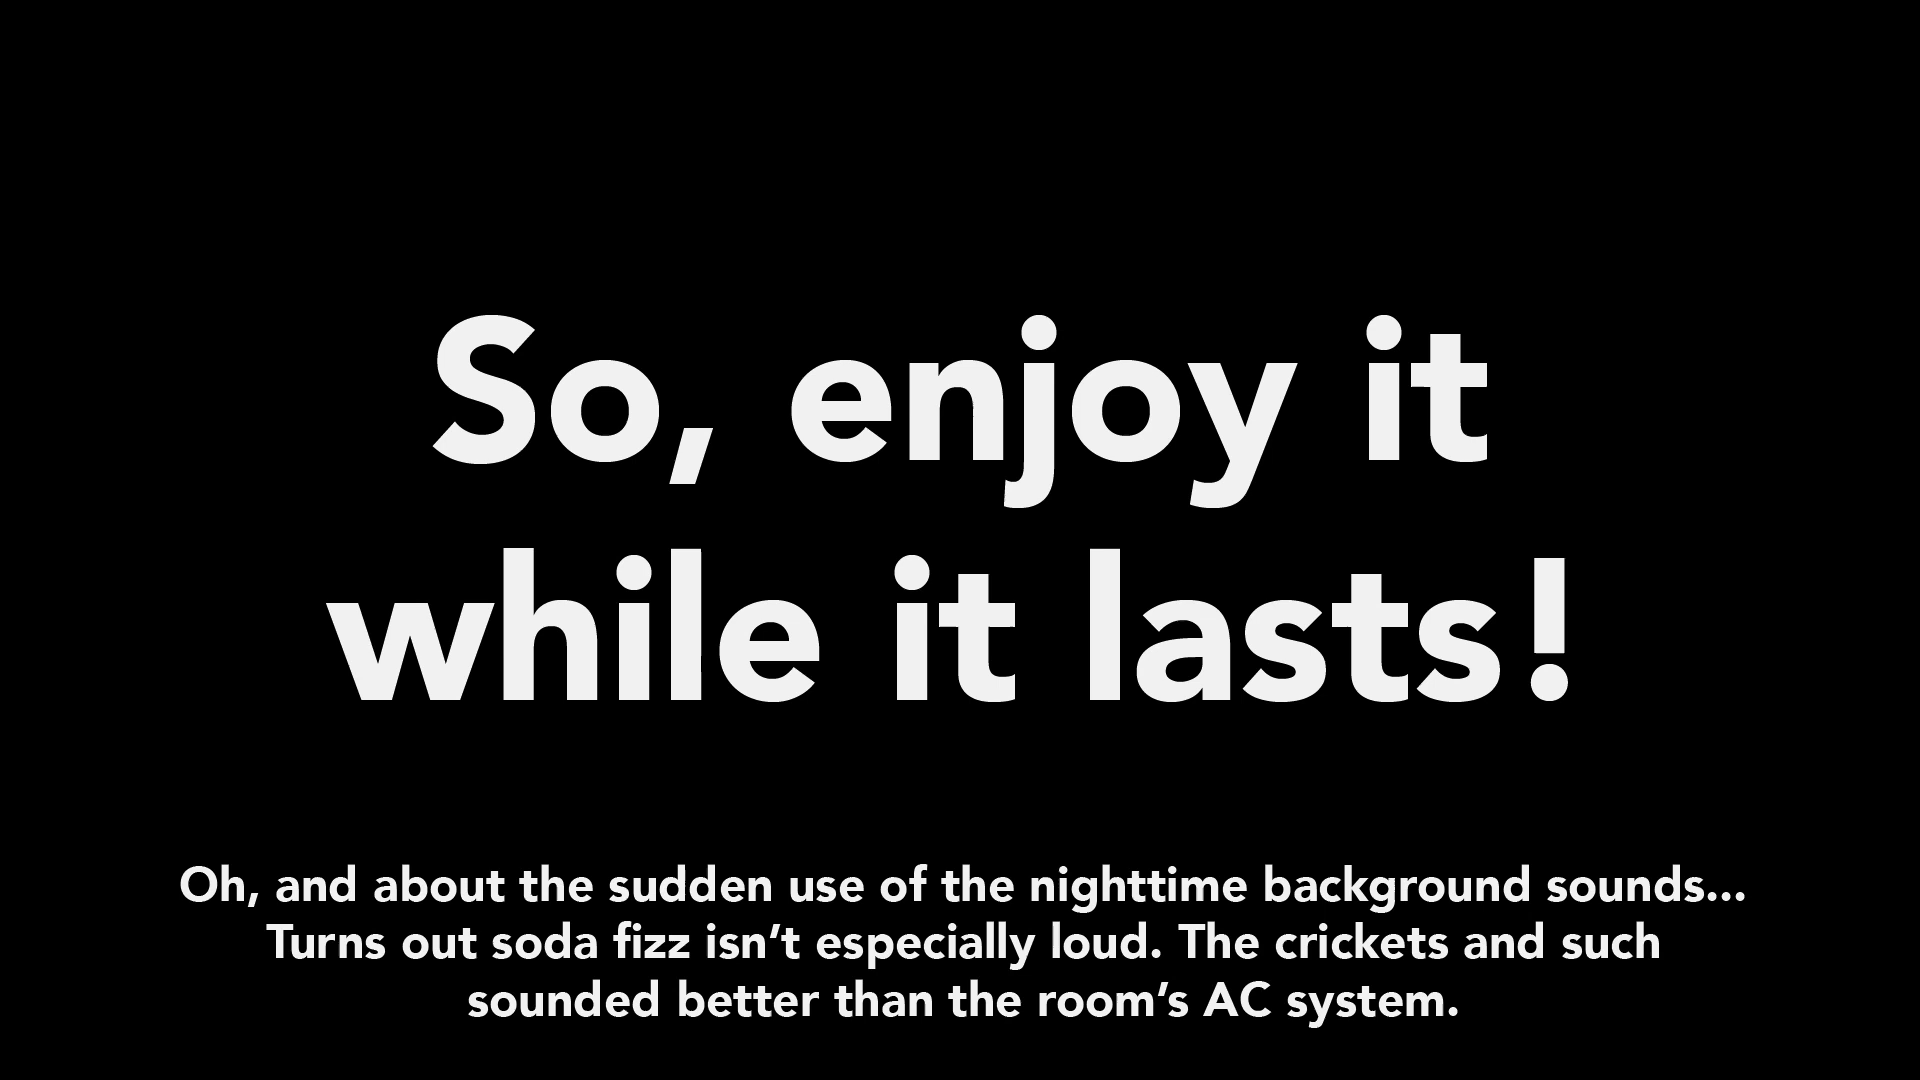 So, enjoy it
while it lasts!
Oh, and about the sudden use of the nighttime background sounds...
Turns out soda fizz isn’t especially loud. The crickets and such
sounded better than the room’s AC system.